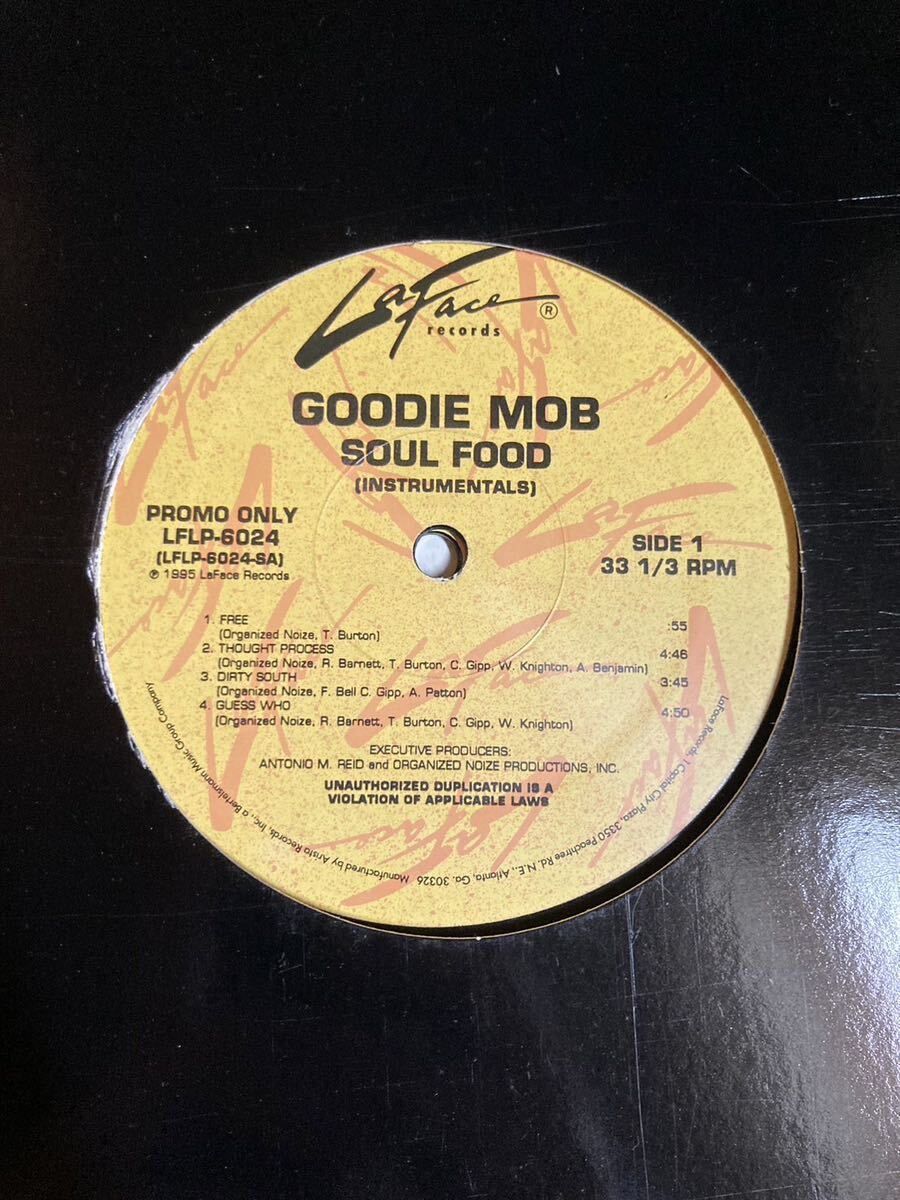 LaFace
records ®
GOODIE MOB
SOUL FOOD
(INSTRUMENTALS)
PROMO ONLY
LFLP-6024
(LFLP-6024-SA)
℗ 1995 LaFace Records
SIDE 1
33 1/3 RPM
1. FREE :55
(Organized Noize, T. Burton)
2. THOUGHT PROCESS 4:46
(Organized Noize, R. Barnett, T. Burton, C. Gipp, W. Knighton, A. Benjamin)
3. DIRTY SOUTH 3:45
(Organized Noize, F. Bell C. Gipp, A. Patton)
4. GUESS WHO 4:50
(Organized Noize, R. Barnett, T. Burton, C. Gipp, W. Knighton)
EXECUTIVE PRODUCERS:
ANTONIO M. REID and ORGANIZED NOIZE PRODUCTIONS, INC.
UNAUTHORIZED DUPLICATION IS A
VIOLATION OF APPLICABLE LAWS
LaFace Records, 1 Capital City Plaza, 3350 Peachtree Rd. N.E., Atlanta, Ga. 30326 Manufactured by Arista Records, Inc., a Bertelsmann Music Group Company